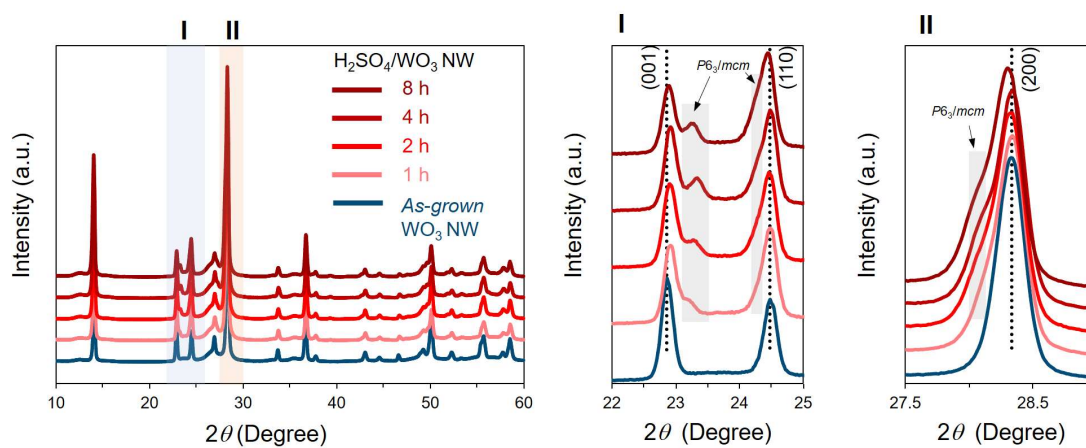 I
II
H₂SO₄/WO₃ NW
8 h
4 h
2 h
1 h
As-grown
WO₃ NW
Intensity (a.u.)
10
20
30
40
50
60
2θ (Degree)
I
(001)
P6₃/mcm
(110)
Intensity (a.u.)
22
23
24
25
2θ (Degree)
II
P6₃/mcm
(200)
Intensity (a.u.)
27.5
28.5
2θ (Degree)